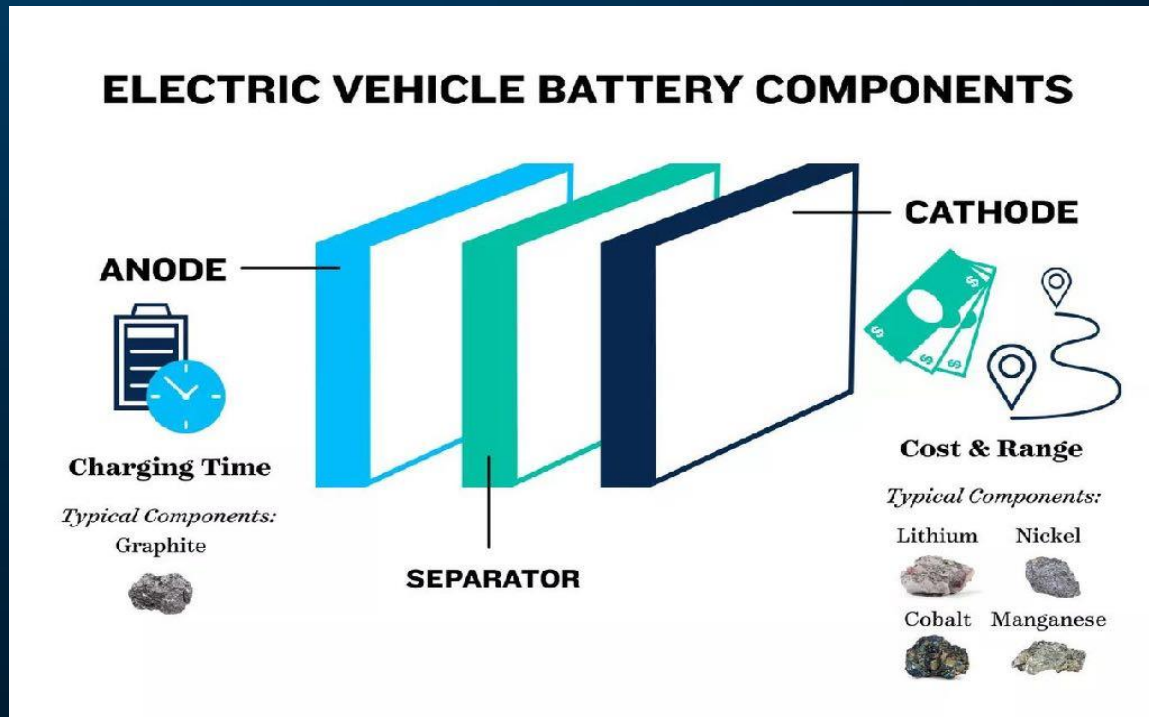 ELECTRIC VEHICLE BATTERY COMPONENTS
ANODE
Charging Time
Typical Components:
Graphite
SEPARATOR
CATHODE
$
$
$
$
Cost & Range
Typical Components:
Lithium Nickel
Cobalt Manganese